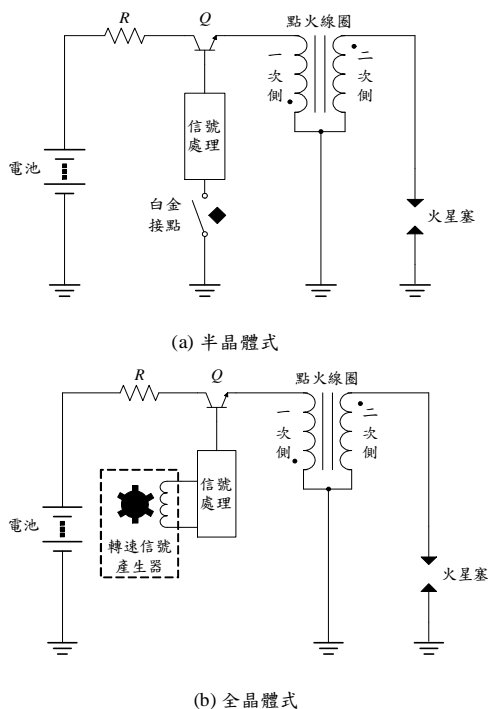 R
Q
點火線圈
一次側
二次側
信號
處理
電池
白金
接點
火星塞
(a) 半晶體式
R
Q
點火線圈
一次側
二次側
信號
處理
電池
轉速信號
產生器
火星塞
(b) 全晶體式